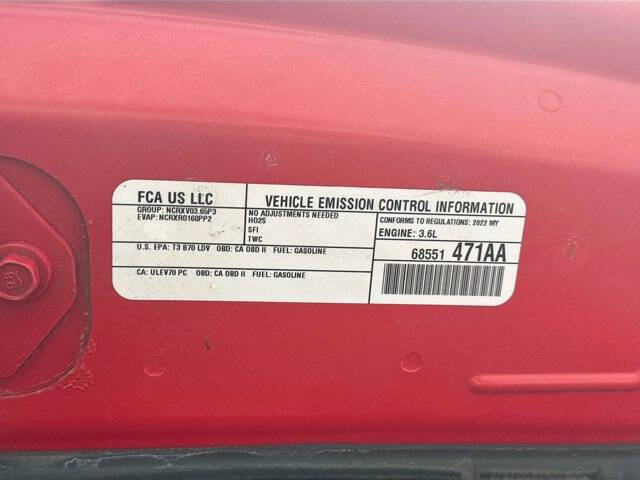 FCA US LLC
GROUP: NCRXV03.65P3
EVAP: NCRXR0168PP2
VEHICLE EMISSION CONTROL INFORMATION
NO ADJUSTMENTS NEEDED
HO2S
SFI
TWC
CONFORMS TO REGULATIONS: 2022 MY
ENGINE: 3.6L
U.S. EPA: T3 B70 LDV OBD: CA OBD II FUEL: GASOLINE
CA: ULEV70 PC OBD: CA OBD II FUEL: GASOLINE
68551 471AA